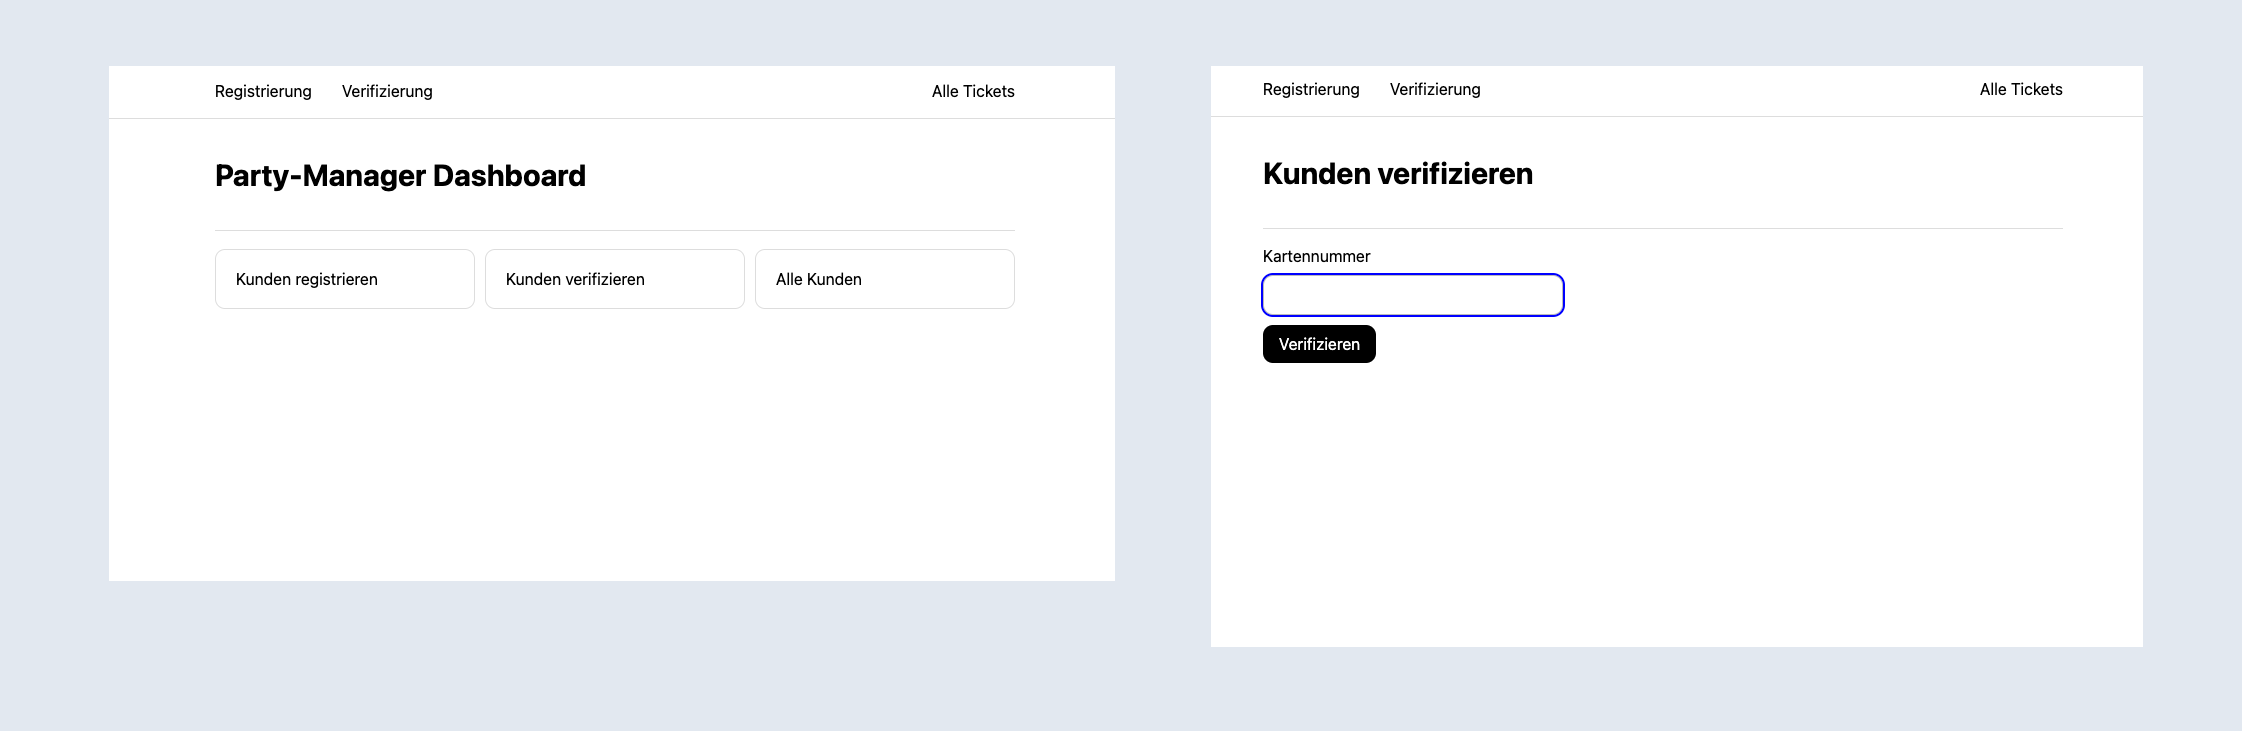 Registrierung Verifizierung Alle Tickets
Party-Manager Dashboard
Kunden registrieren Kunden verifizieren Alle Kunden
Registrierung Verifizierung Alle Tickets
Kunden verifizieren
Kartennummer
Verifizieren